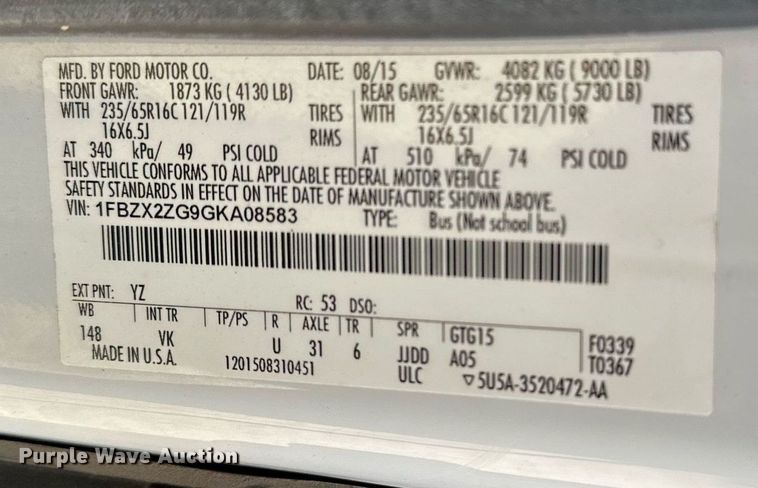 MFD. BY FORD MOTOR CO. DATE: 08/15 GVWR: 4082 KG ( 9000 LB)
FRONT GAWR: 1873 KG ( 4130 LB) REAR GAWR: 2599 KG ( 5730 LB)
WITH 235/65R16C 121/119R TIRES WITH 235/65R16C 121/119R TIRES
16X6.5J RIMS 16X6.5J RIMS
AT 340 kPa/ 49 PSI COLD AT 510 kPa/ 74 PSI COLD
THIS VEHICLE CONFORMS TO ALL APPLICABLE FEDERAL MOTOR VEHICLE
SAFETY STANDARDS IN EFFECT ON THE DATE OF MANUFACTURE SHOWN ABOVE.
VIN: 1FBZX2ZG9GKA08583 TYPE: Bus (Not school bus)
EXT PNT: YZ RC: 53 DSO:
WB INT TR TP/PS R AXLE TR SPR GTG15 F0339
148 VK U 31 6 JJDD A05 T0367
MADE IN U.S.A. 1201508310451 ULC ▽5U5A-3520472-AA
Purple Wave Auction